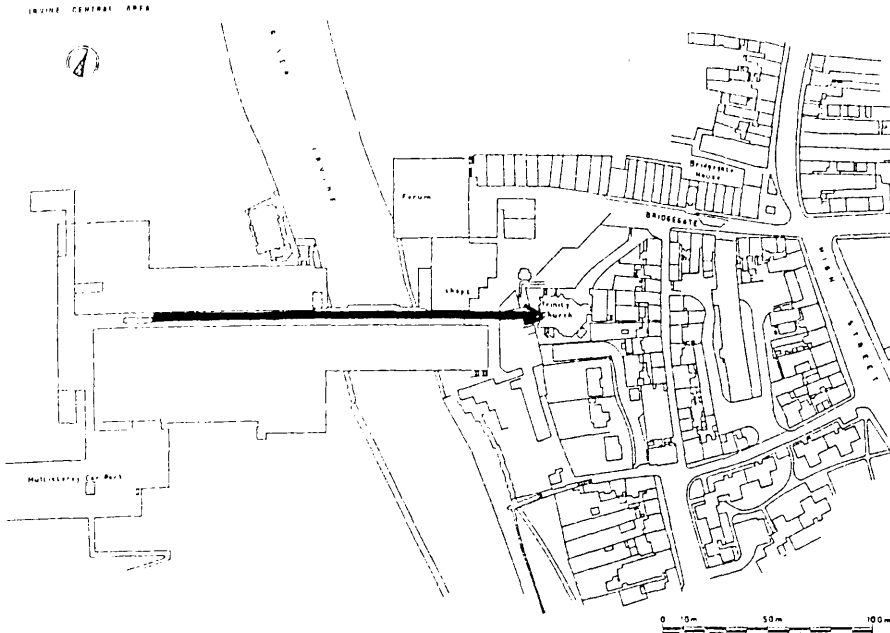 IRVINE CENTRAL AREA
RIVER IRVINE
Forum
Bridgegate
House
BRIDGEGATE
HIGH STREET
shops
Trinity
Church
Multistorey Car Park
0 10m 50m 100m